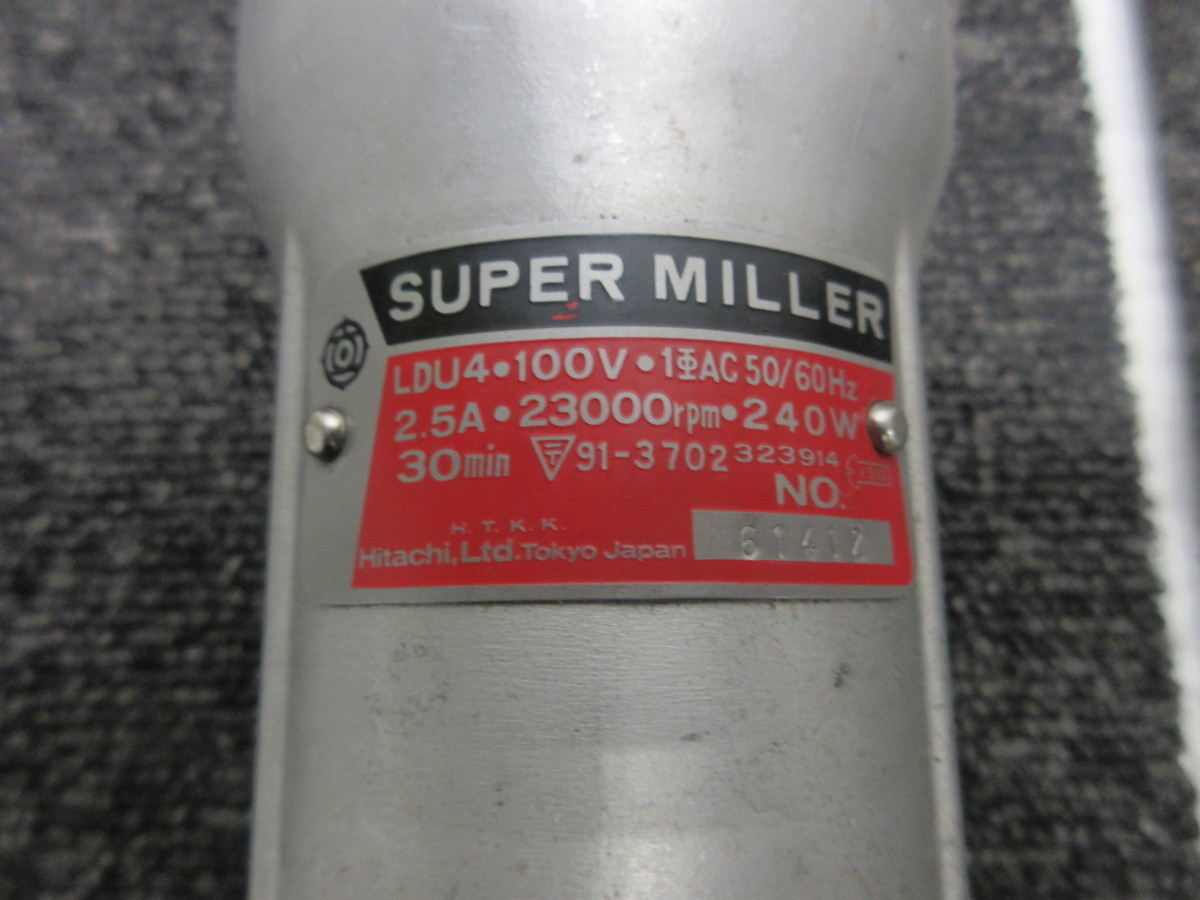 SUPER MILLER
LDU4•100V•1ΦAC 50/60Hz
2.5A•23000rpm•240W
30min 〒91-3702 323914
NO.
61412
H. T. K. K.
Hitachi, Ltd. Tokyo Japan